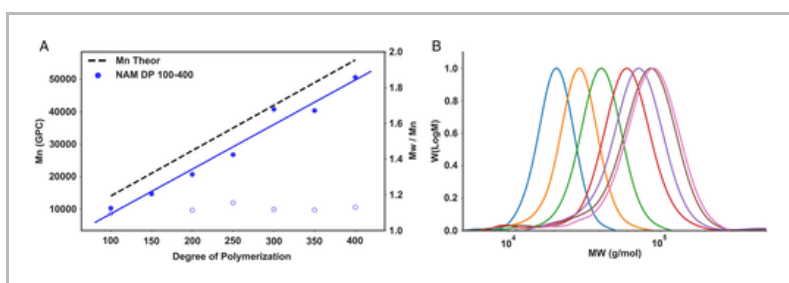 A
Mn Theor
NAM DP 100-400
Mn (GPC)
50000
40000
30000
20000
10000
100
150
200
250
300
350
400
Degree of Polymerization
2.0
1.8
1.6
1.4
1.2
1.0
Mw / Mn
B
W(LogM)
1.0
0.8
0.6
0.4
0.2
0.0
10⁴
10⁵
MW (g/mol)